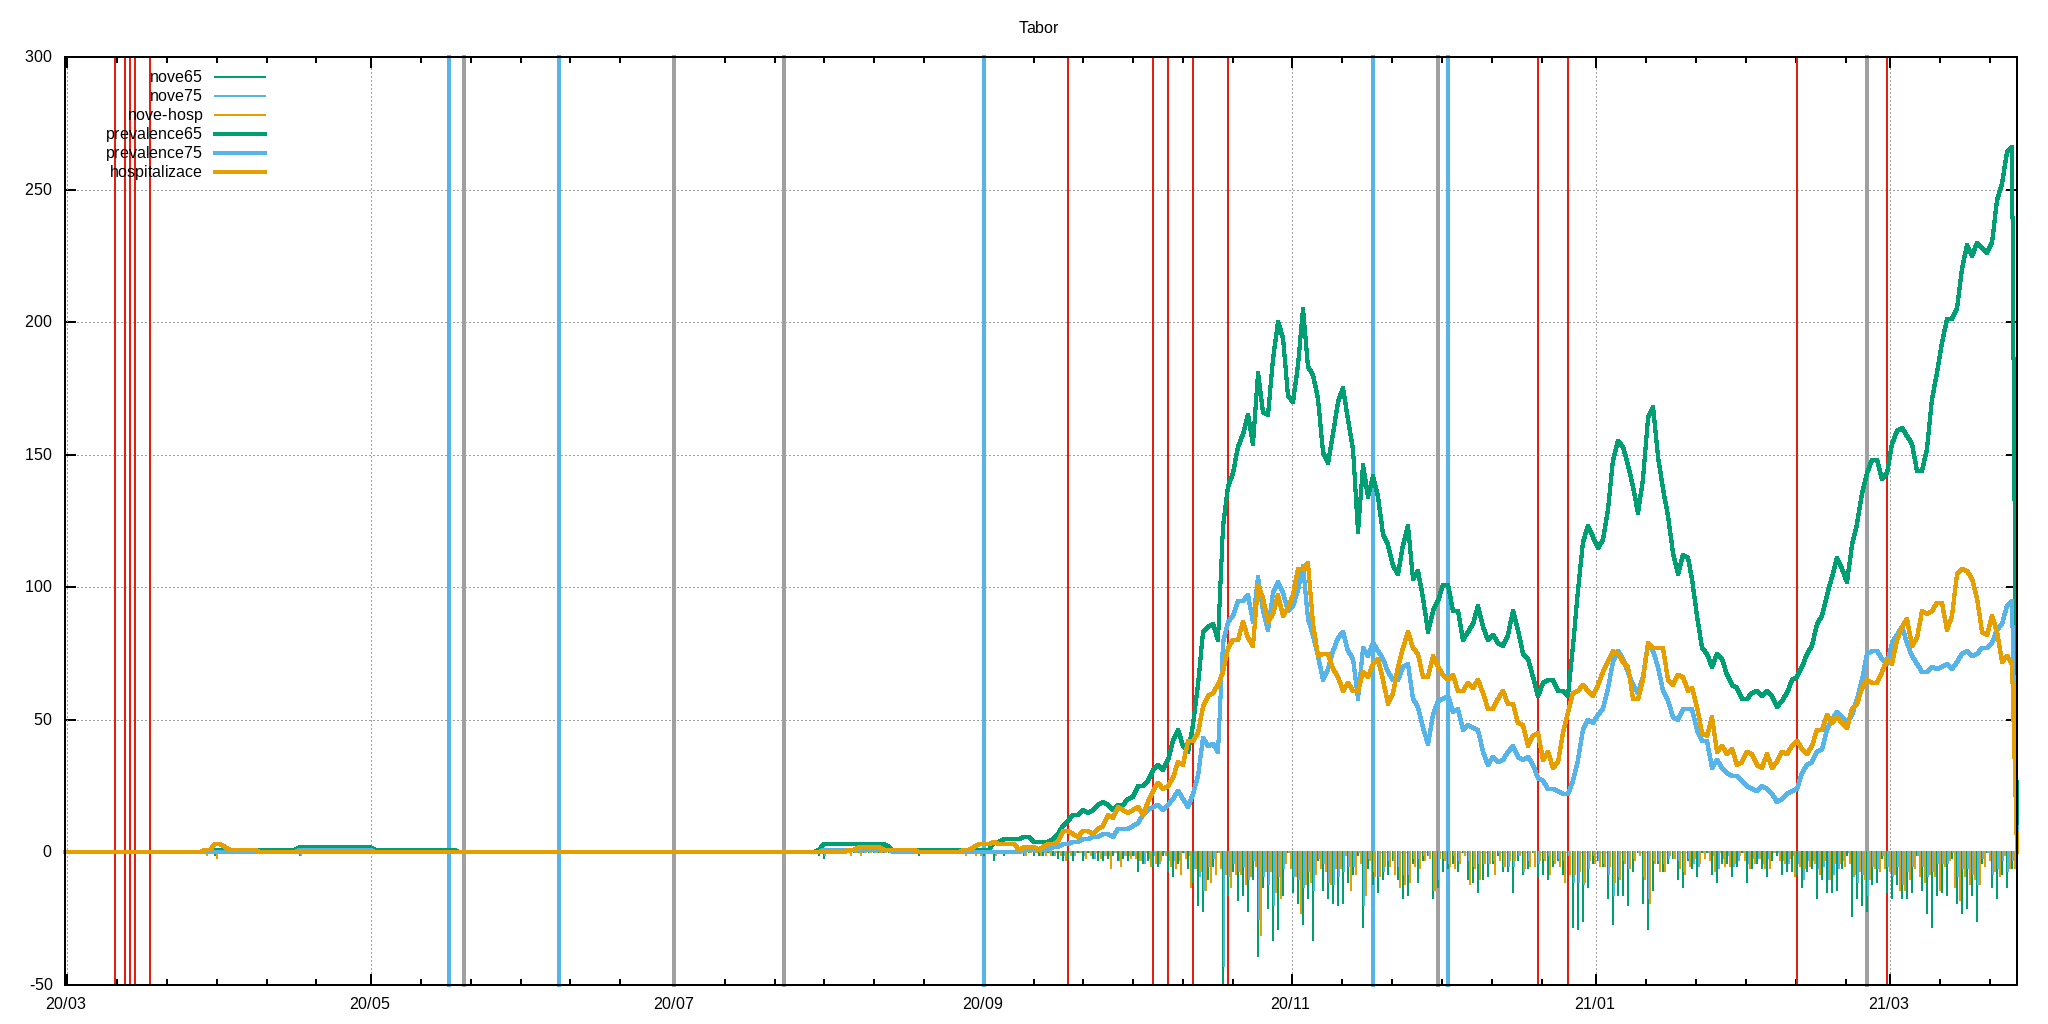 Tabor
300
nove65
nove75
nove-hosp
prevalence65
prevalence75
hospitalizace
250
200
150
100
50
0
-50
20/03 20/05 20/07 20/09 20/11 21/01 21/03